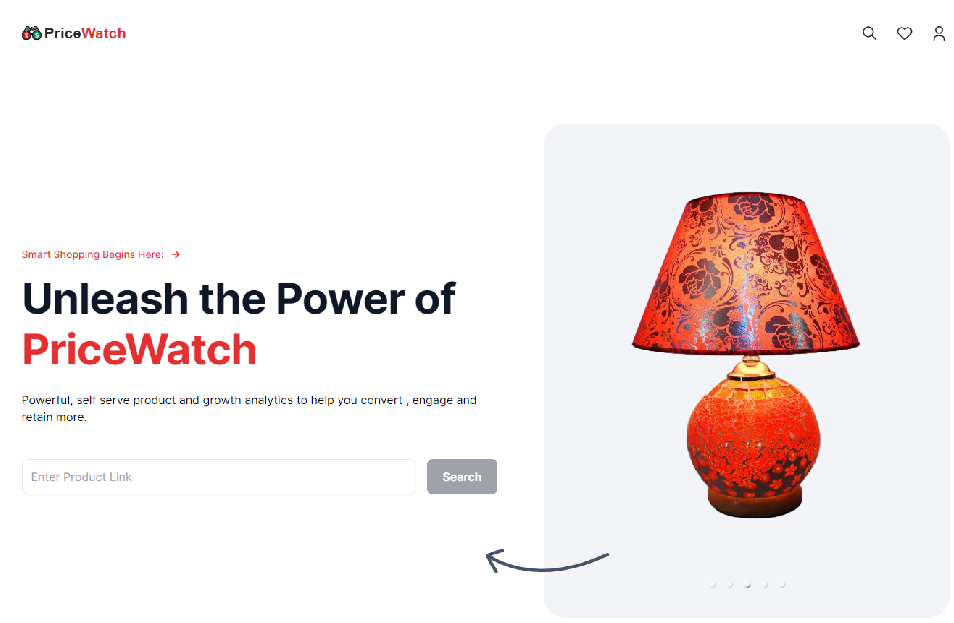 PriceWatch
Smart Shopping Begins Here:
Unleash the Power of
PriceWatch
Powerful, self serve product and growth analytics to help you convert , engage and
retain more.
Enter Product Link
Search